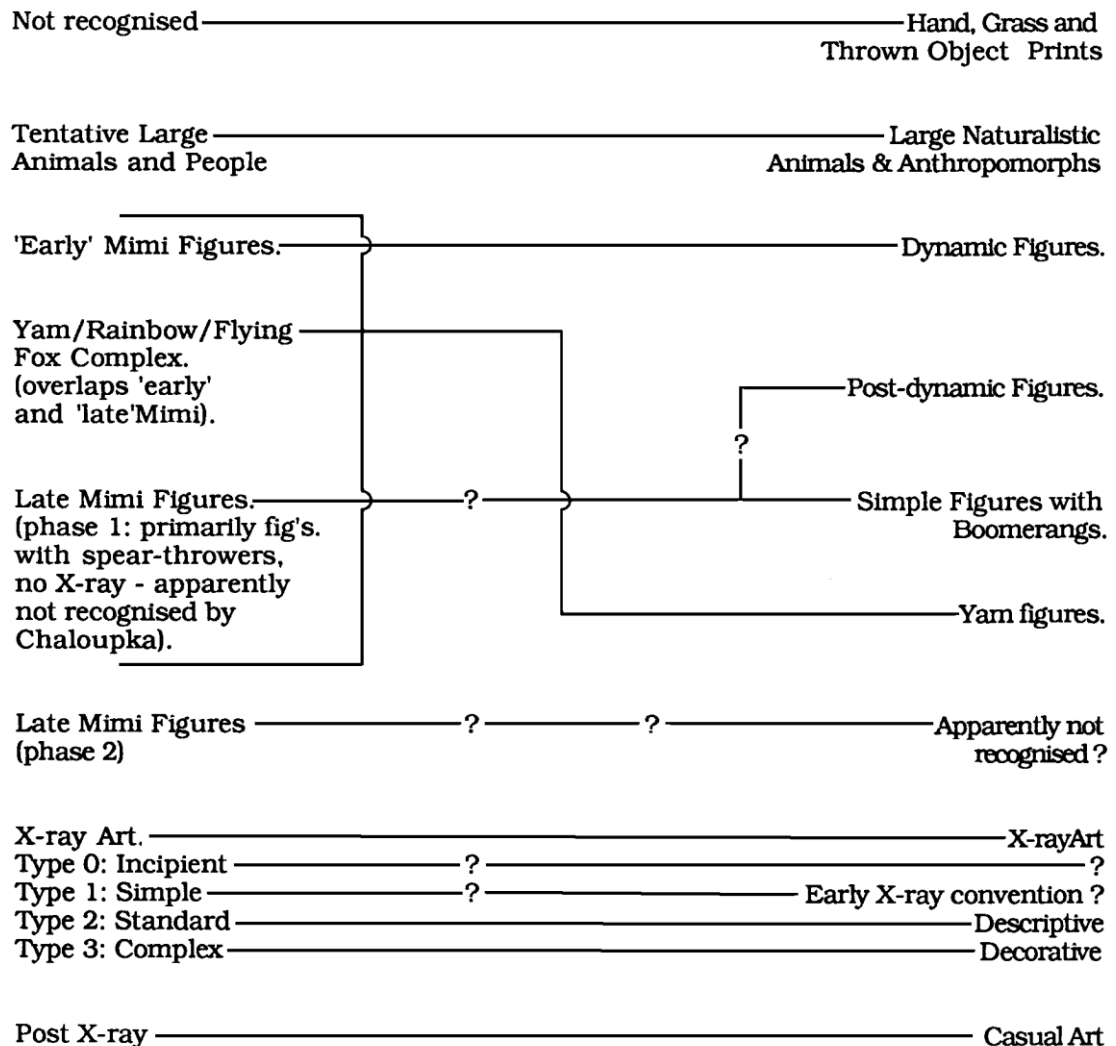 Not recognised
Hand, Grass and
Thrown Object Prints
Tentative Large
Animals and People
Large Naturalistic
Animals & Anthropomorphs
'Early' Mimi Figures.
Dynamic Figures.
Yam/Rainbow/Flying
Fox Complex.
(overlaps 'early'
and 'late'Mimi).
Post-dynamic Figures.
?
Late Mimi Figures.
(phase 1: primarily fig's.
with spear-throwers,
no X-ray - apparently
not recognised by
Chaloupka).
?
Simple Figures with
Boomerangs.
Yam figures.
Late Mimi Figures
(phase 2)
?
?
Apparently not
recognised ?
X-ray Art.
X-rayArt
Type 0: Incipient
?
?
Type 1: Simple
?
Early X-ray convention ?
Type 2: Standard
Descriptive
Type 3: Complex
Decorative
Post X-ray
Casual Art